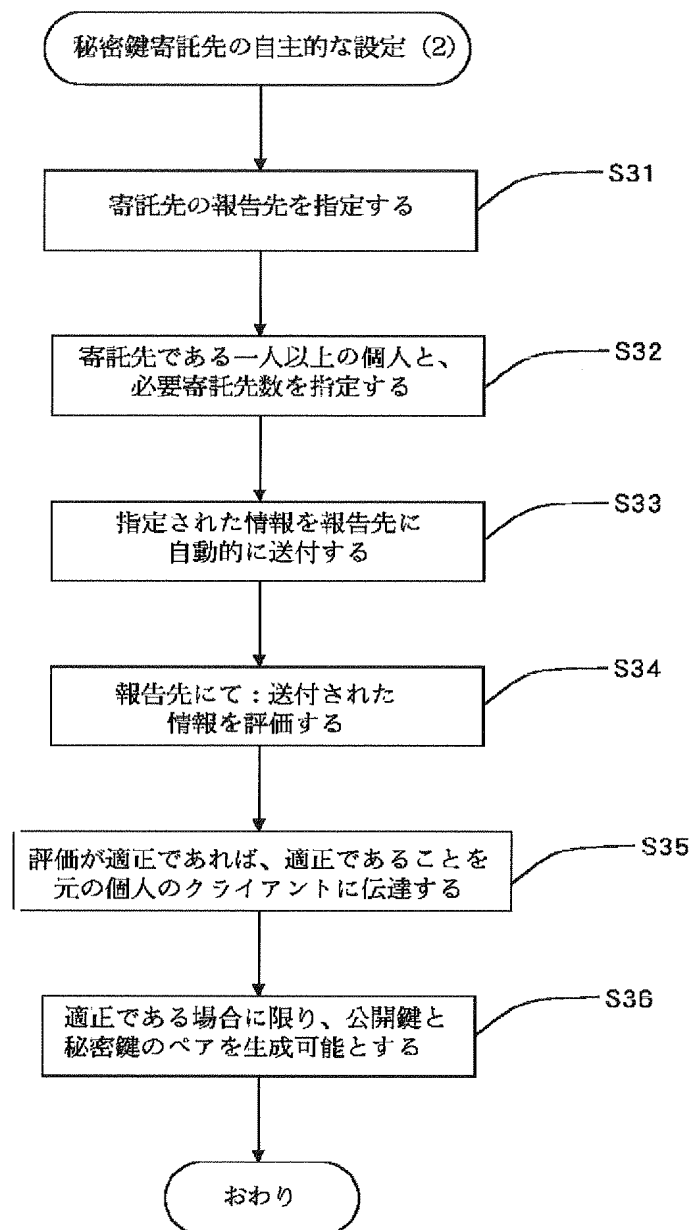 秘密鍵寄託先の自主的な設定 (2)
寄託先の報告先を指定する
S31
寄託先である一人以上の個人と、
必要寄託先数を指定する
S32
指定された情報を報告先に
自動的に送付する
S33
報告先にて:送付された
情報を評価する
S34
評価が適正であれば、適正であることを
元の個人のクライアントに伝達する
S35
適正である場合に限り、公開鍵と
秘密鍵のペアを生成可能とする
S36
おわり